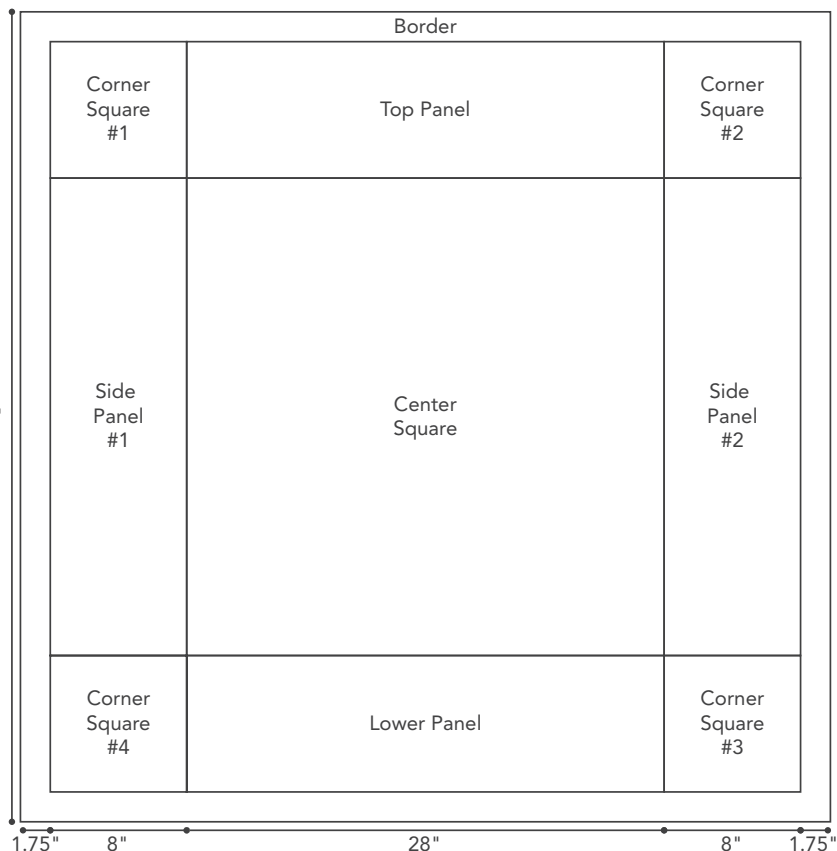 Border
Corner
Square
#1
Top Panel
Corner
Square
#2
Side
Panel
#1
Center
Square
Side
Panel
#2
Corner
Square
#4
Lower Panel
Corner
Square
#3
1.75" 8" 28" 8" 1.75"